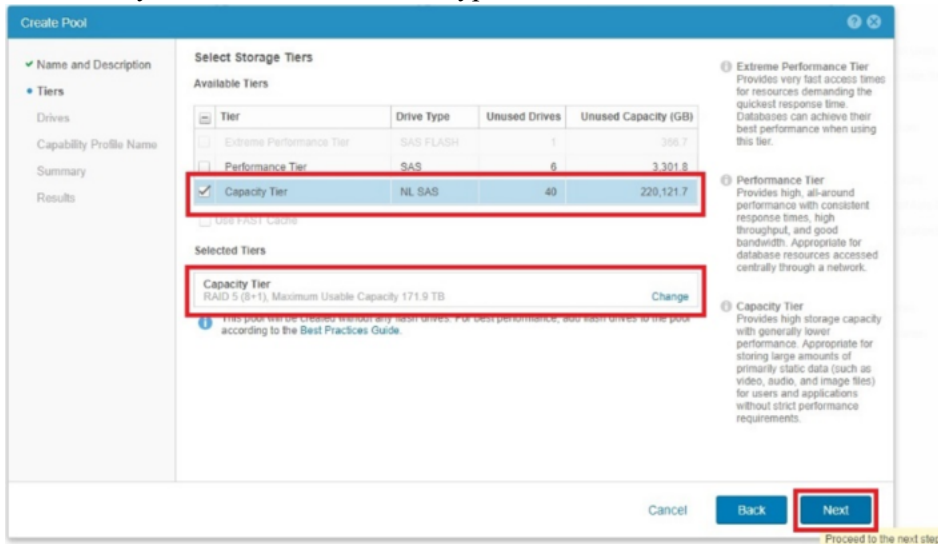 Create Pool
Name and Description
Tiers
Drives
Capability Profile Name
Summary
Results
Select Storage Tiers
Available Tiers
Tier Drive Type Unused Drives Unused Capacity (GB)
Extreme Performance Tier SAS FLASH 1 366.7
Performance Tier SAS 6 3,301.8
Capacity Tier NL SAS 40 220,121.7
Use FAST Cache
Selected Tiers
Capacity Tier
RAID 5 (8+1), Maximum Usable Capacity 171.9 TB Change
This pool will be created without any flash drives. For best performance, add flash drives to the pool
according to the Best Practices Guide.
Extreme Performance Tier
Provides very fast access times
for resources demanding the
quickest response time.
Databases can achieve their
best performance when using
this tier.
Performance Tier
Provides high, all-around
performance with consistent
response times, high
throughput, and good
bandwidth. Appropriate for
database resources accessed
centrally through a network.
Capacity Tier
Provides high storage capacity
with generally lower
performance. Appropriate for
storing large amounts of
primarily static data (such as
video, audio, and image files)
for users and applications
without strict performance
requirements.
Cancel Back Next
Proceed to the next step